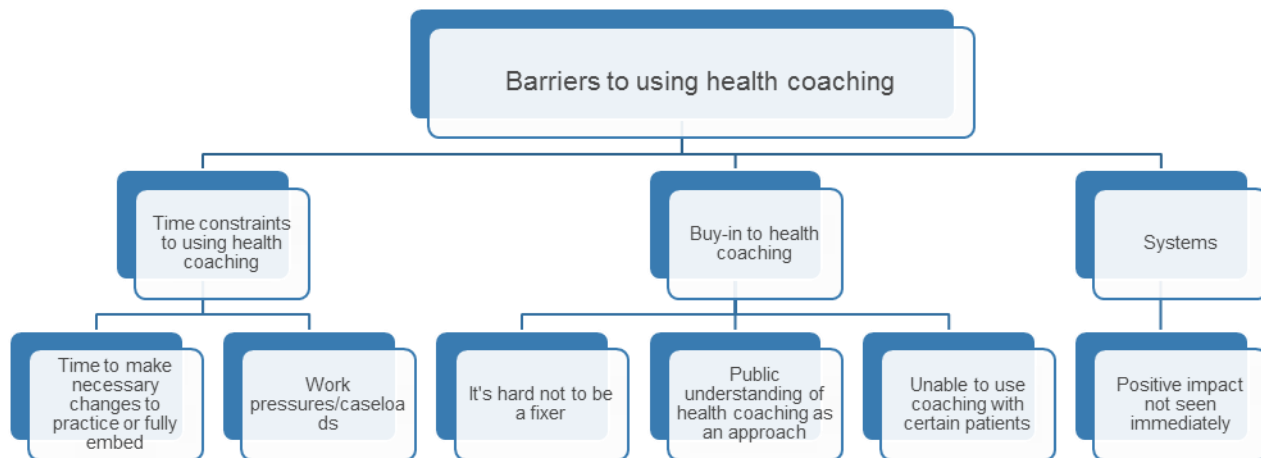 Barriers to using health coaching
Time constraints
to using health
coaching
Buy-in to health
coaching
Systems
Time to make
necessary
changes to
practice or fully
embed
Work
pressures/caseloa
ds
It's hard not to be
a fixer
Public
understanding of
health coaching as
an approach
Unable to use
coaching with
certain patients
Positive impact
not seen
immediately